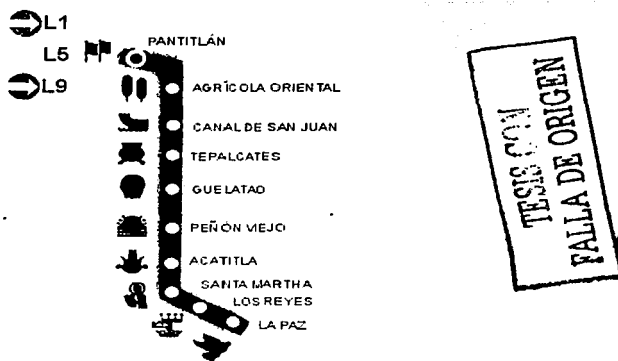 L1
PANTITLÁN
L5
L9
AGRÍCOLA ORIENTAL
CANAL DE SAN JUAN
TEPALCATES
GUELATAO
PEÑÓN VIEJO
ACATITLA
SANTA MARTHA
LOS REYES
LA PAZ
TESIS CON
FALLA DE ORIGEN